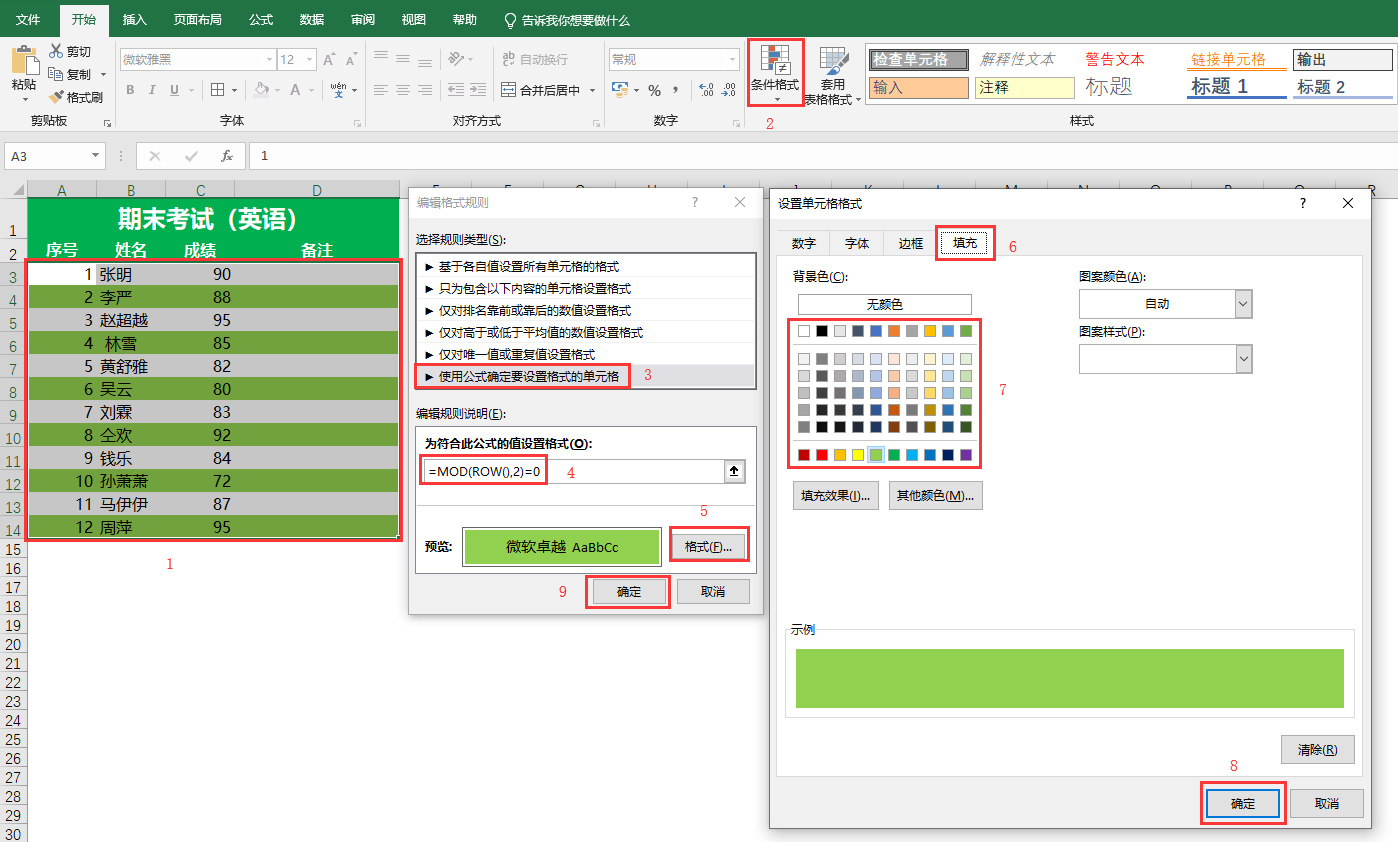 文件 开始 插入 页面布局 公式 数据 审阅 视图 帮助 告诉我你想要做什么
粘贴 剪切 复制 格式刷
剪贴板
微软雅黑 12
B I U A wén 文
字体
ab 自动换行
合并后居中
对齐方式
常规
% ,
数字
条件格式
2
套用
表格格式
检查单元格 解释性文本 警告文本 链接单元格 输出
输入 注释 标题 标题 1 标题 2
样式
A3 fx 1
A B C D
1 期末考试（英语）
2 序号 姓名 成绩 备注
3 1 张明 90
4 2 李严 88
5 3 赵超越 95
6 4 林雪 85
7 5 黄舒雅 82
8 6 吴云 80
9 7 刘霖 83
10 8 仝欢 92
11 9 钱乐 84
12 10 孙萧萧 72
13 11 马伊伊 87
14 12 周萍 95
15
16
17
18
19
20
21
22
23
24
25
26
27
28
29
30
1
编辑格式规则 ?
选择规则类型(S):
► 基于各自值设置所有单元格的格式
► 只为包含以下内容的单元格设置格式
► 仅对排名靠前或靠后的数值设置格式
► 仅对高于或低于平均值的数值设置格式
► 仅对唯一值或重复值设置格式
► 使用公式确定要设置格式的单元格
3
编辑规则说明(E):
为符合此公式的值设置格式(O):
=MOD(ROW(),2)=0
4
5
预览: 微软卓越 AaBbCc 格式(F)...
9 确定 取消
设置单元格格式 ?
数字 字体 边框 填充
6
背景色(C):
无颜色
7
填充效果(I)... 其他颜色(M)...
图案颜色(A):
自动
图案样式(P):
示例
清除(R)
8
确定 取消